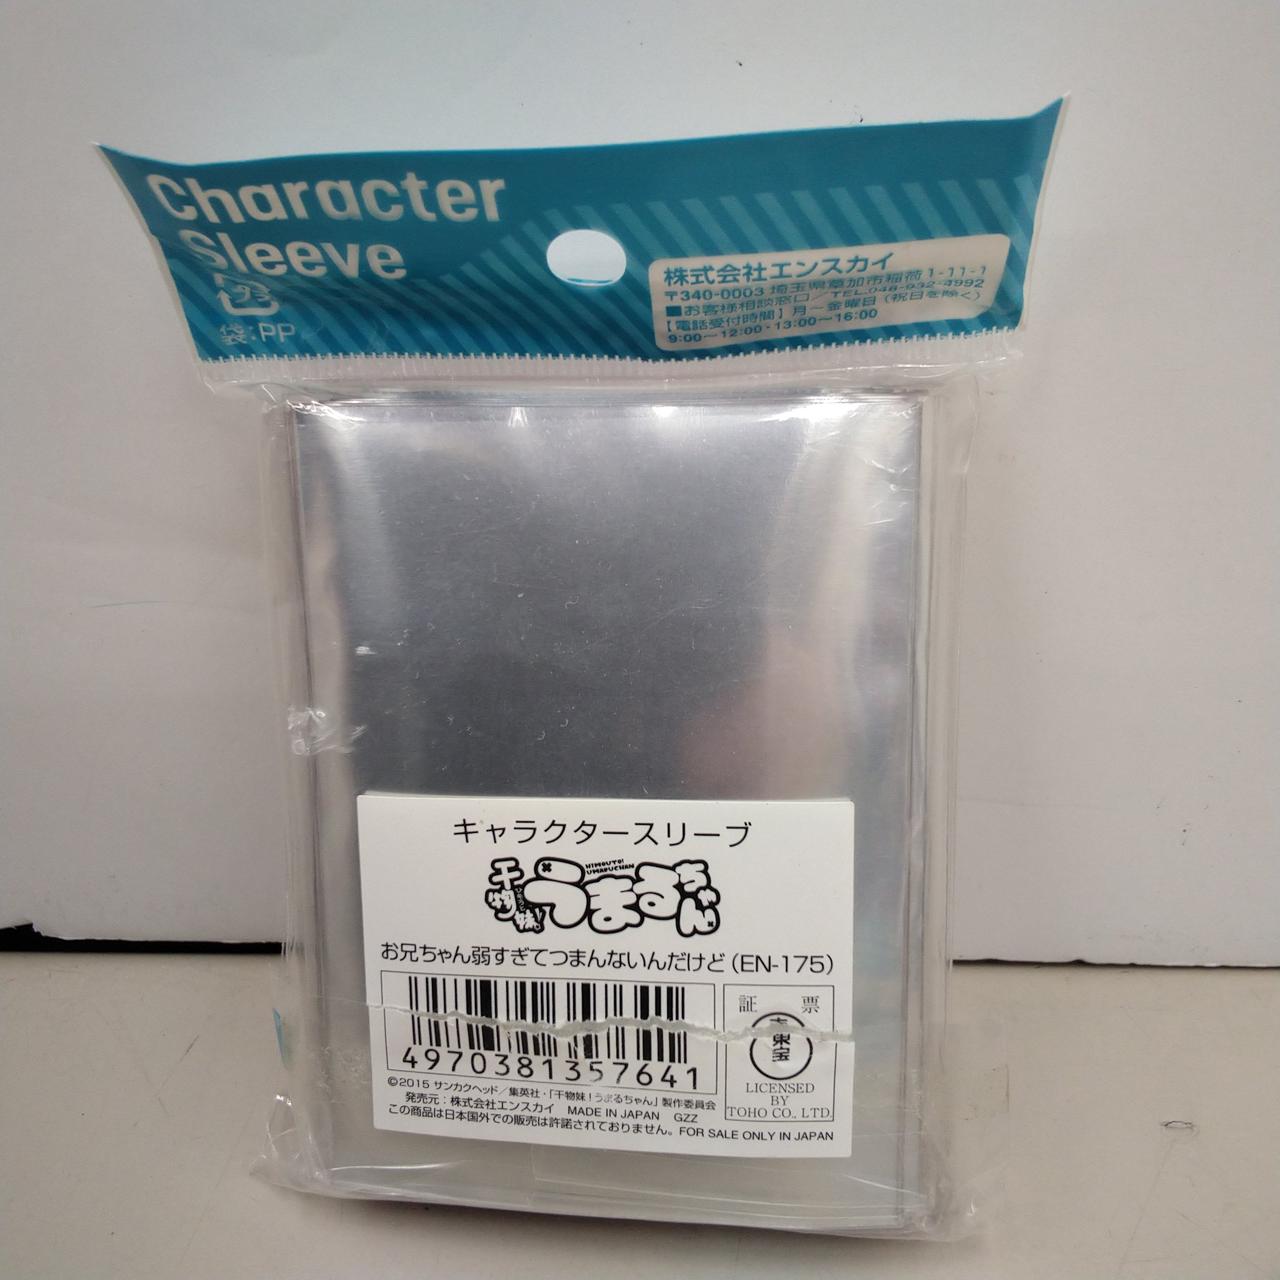 Character
Sleeve
プラ
袋:PP
株式会社エンスカイ
〒340-0003 埼玉県草加市稲荷1-11-1
■お客様相談窓口/TEL.048-932-4992
【電話受付時間】月〜金曜日(祝日を除く)
9:00〜12:00・13:00〜16:00
キャラクタースリーブ
HIMOUTO!
UMARUCHAN
干物妹!うまるちゃん
お兄ちゃん弱すぎてつまんないんだけど(EN-175)
4970381357641
証票
東宝
LICENSED
BY
TOHO CO., LTD.
©2015 サンカクヘッド/集英社・「干物妹!うまるちゃん」製作委員会
発売元:株式会社エンスカイ MADE IN JAPAN GZZ
この商品は日本国外での販売は許諾されておりません。FOR SALE ONLY IN JAPAN